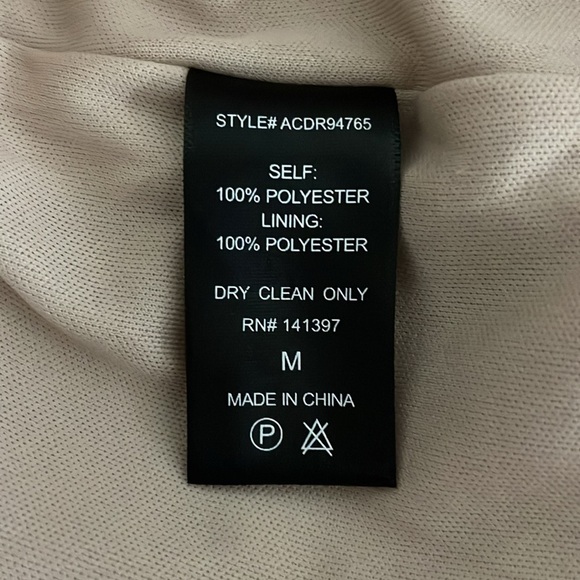 STYLE# ACDR94765
SELF:
100% POLYESTER
LINING:
100% POLYESTER
DRY CLEAN ONLY
RN# 141397
M
MADE IN CHINA
P